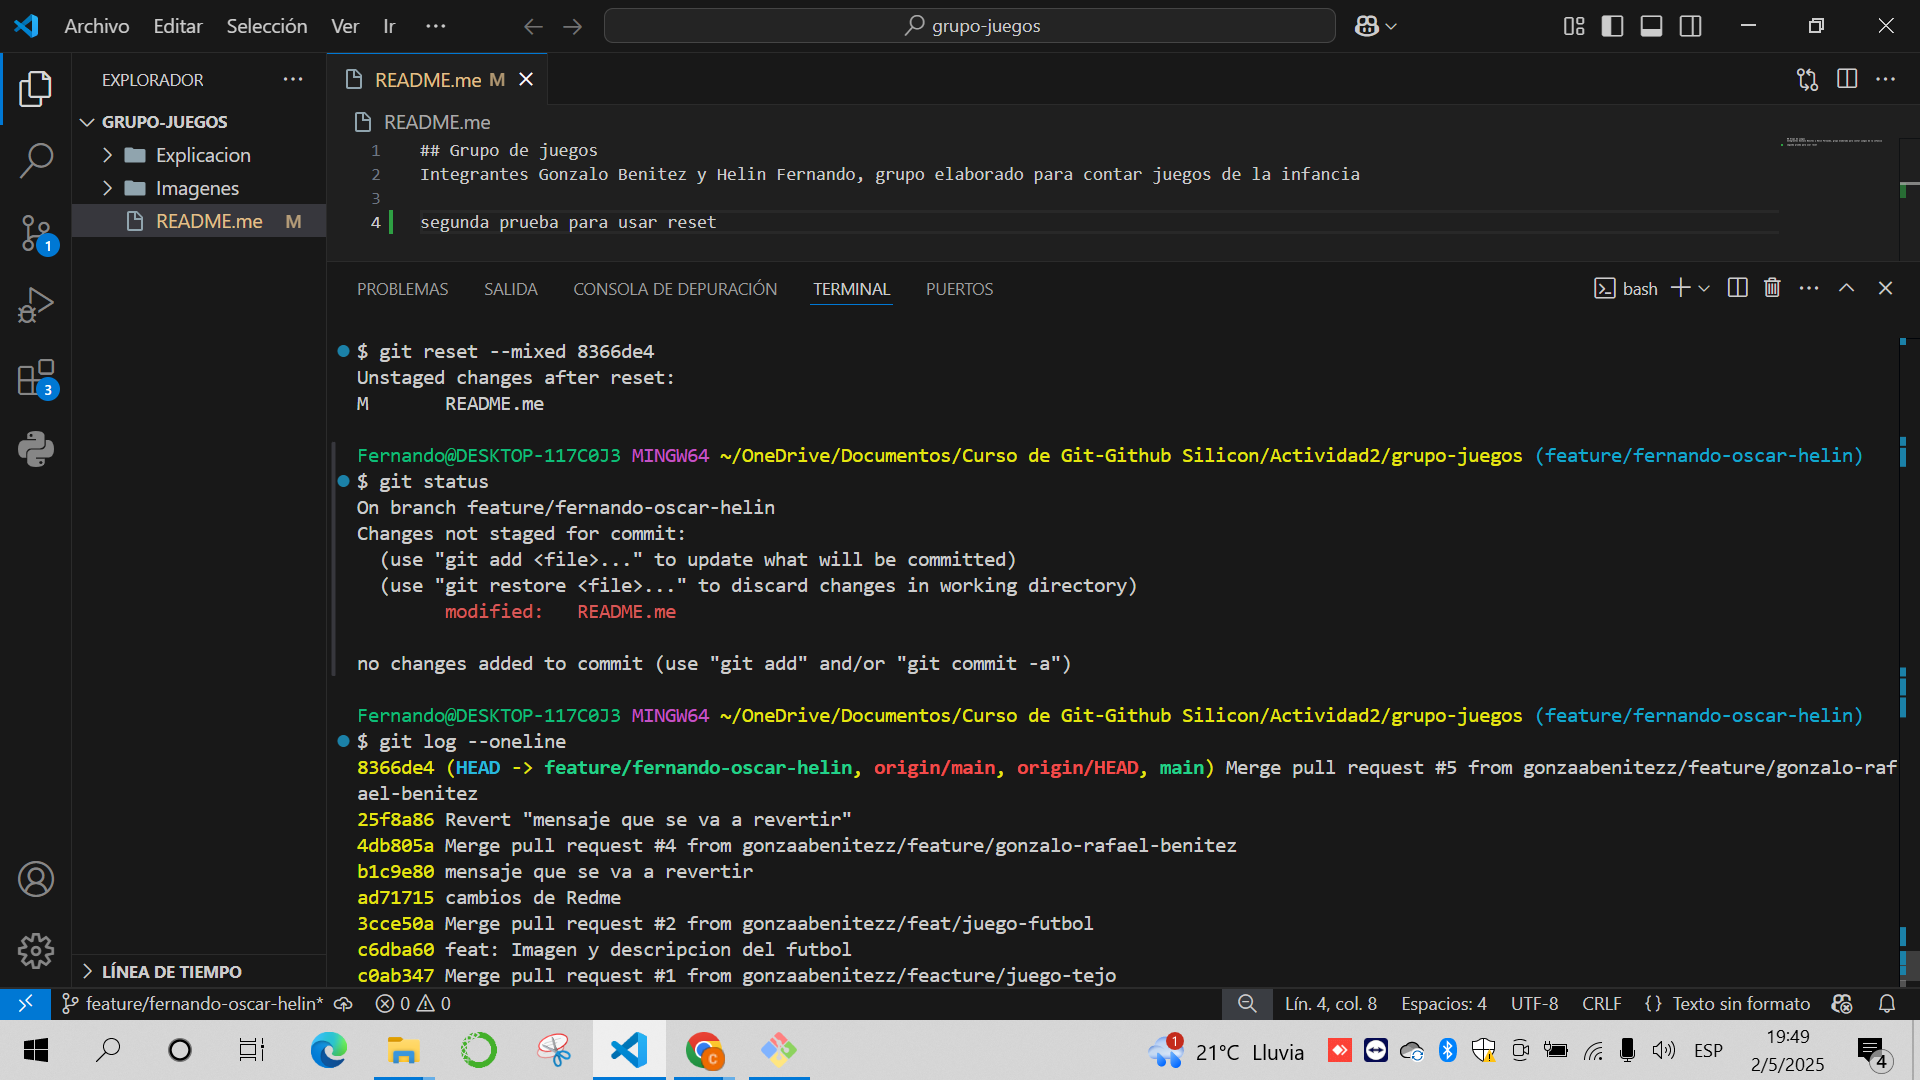 Archivo Editar Selección Ver Ir ··· grupo-juegos
EXPLORADOR ···
README.me M
GRUPO-JUEGOS
Explicacion
Imagenes
README.me M
1
3
README.me
1 ## Grupo de juegos
2 Integrantes Gonzalo Benitez y Helin Fernando, grupo elaborado para contar juegos de la infancia
3
4 segunda prueba para usar reset
PROBLEMAS SALIDA CONSOLA DE DEPURACIÓN TERMINAL PUERTOS bash
$ git reset --mixed 8366de4
Unstaged changes after reset:
M README.me
Fernando@DESKTOP-117C0J3 MINGW64 ~/OneDrive/Documentos/Curso de Git-Github Silicon/Actividad2/grupo-juegos (feature/fernando-oscar-helin)
$ git status
On branch feature/fernando-oscar-helin
Changes not staged for commit:
(use "git add <file>..." to update what will be committed)
(use "git restore <file>..." to discard changes in working directory)
modified: README.me
no changes added to commit (use "git add" and/or "git commit -a")
Fernando@DESKTOP-117C0J3 MINGW64 ~/OneDrive/Documentos/Curso de Git-Github Silicon/Actividad2/grupo-juegos (feature/fernando-oscar-helin)
$ git log --oneline
8366de4 (HEAD -> feature/fernando-oscar-helin, origin/main, origin/HEAD, main) Merge pull request #5 from gonzaabenitezz/feature/gonzalo-raf
ael-benitez
25f8a86 Revert "mensaje que se va a revertir"
4db805a Merge pull request #4 from gonzaabenitezz/feature/gonzalo-rafael-benitez
b1c9e80 mensaje que se va a revertir
ad71715 cambios de Redme
3cce50a Merge pull request #2 from gonzaabenitezz/feat/juego-futbol
c6dba60 feat: Imagen y descripcion del futbol
c0ab347 Merge pull request #1 from gonzaabenitezz/feacture/juego-tejo
LÍNEA DE TIEMPO
feature/fernando-oscar-helin* 0 0 Lín. 4, col. 8 Espacios: 4 UTF-8 CRLF {} Texto sin formato
C
1
21°C Lluvia ESP 19:49
2/5/2025
4